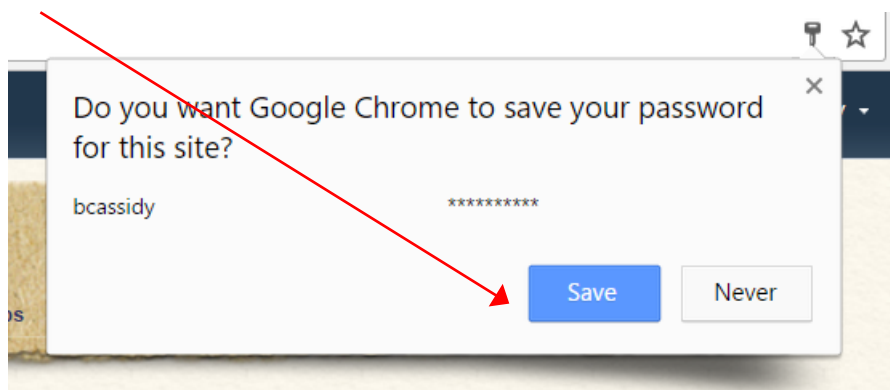 Do you want Google Chrome to save your password
for this site?
bcassidy **********
Save Never